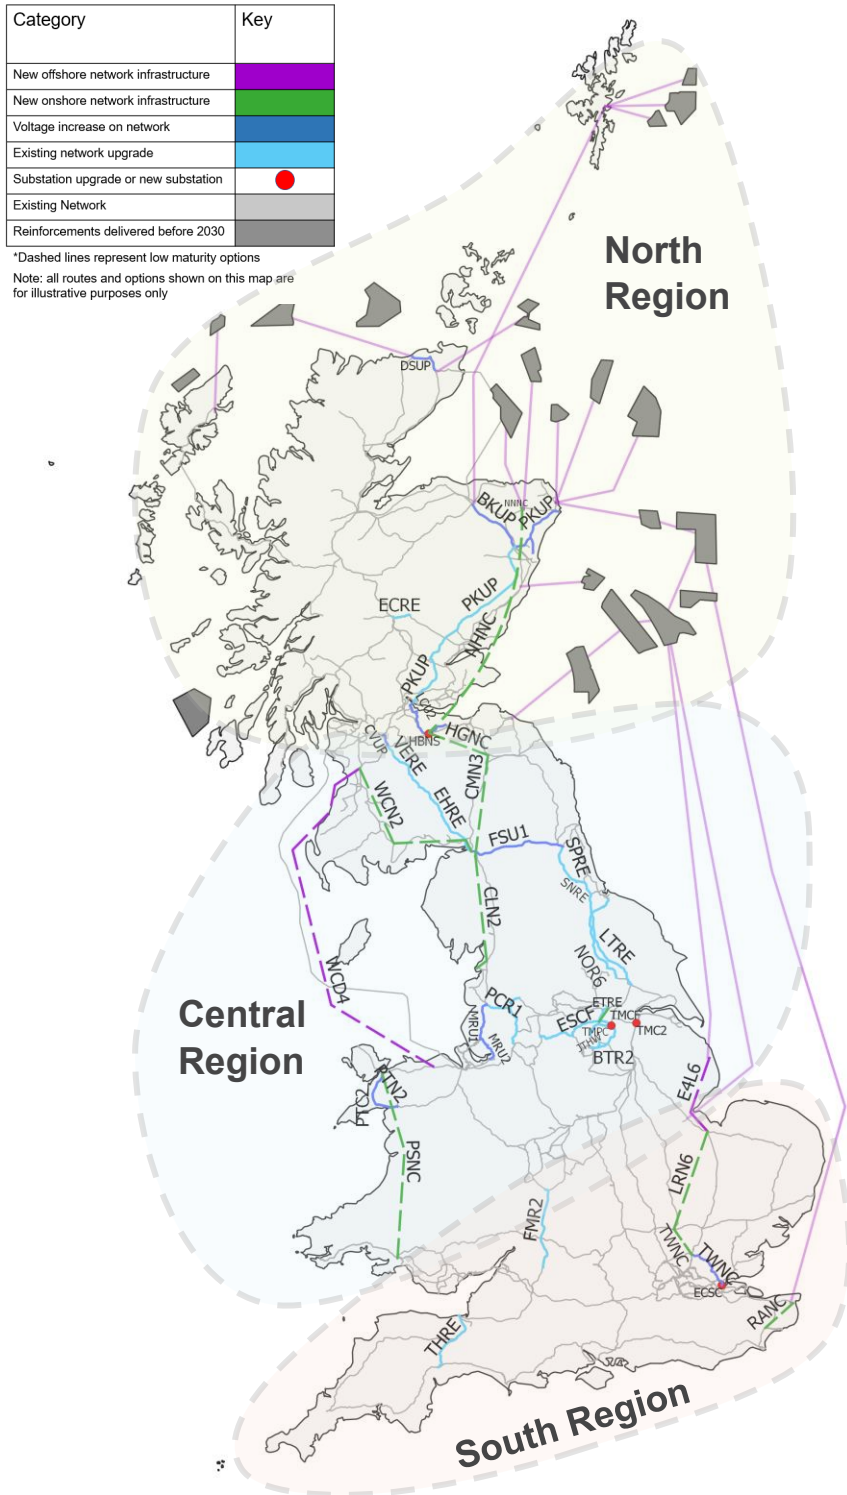 Category Key
New offshore network infrastructure
New onshore network infrastructure
Voltage increase on network
Existing network upgrade
Substation upgrade or new substation
Existing Network
Reinforcements delivered before 2030
*Dashed lines represent low maturity options
Note: all routes and options shown on this map are
for illustrative purposes only
North
Region
DSUP
BKUP
NNNC
PKUP
PKUP
ECRE
NHNC
PKUP
HBNS
HGNC
CVUP
VERE
CMN3
WCN2
EHRE
FSU1
SPRE
SNRE
CLN2
LTRE
NOR6
WCD4
PCR1
ETRE
ESCF
TMCF
TMPC
TMC2
MRU1
MRU2
BTR2
Central
Region
PTN2
PTC2
E4L6
PSNC
LRN6
FMR2
TWNC
TWNC
ECSC
RANC
THRE
South Region